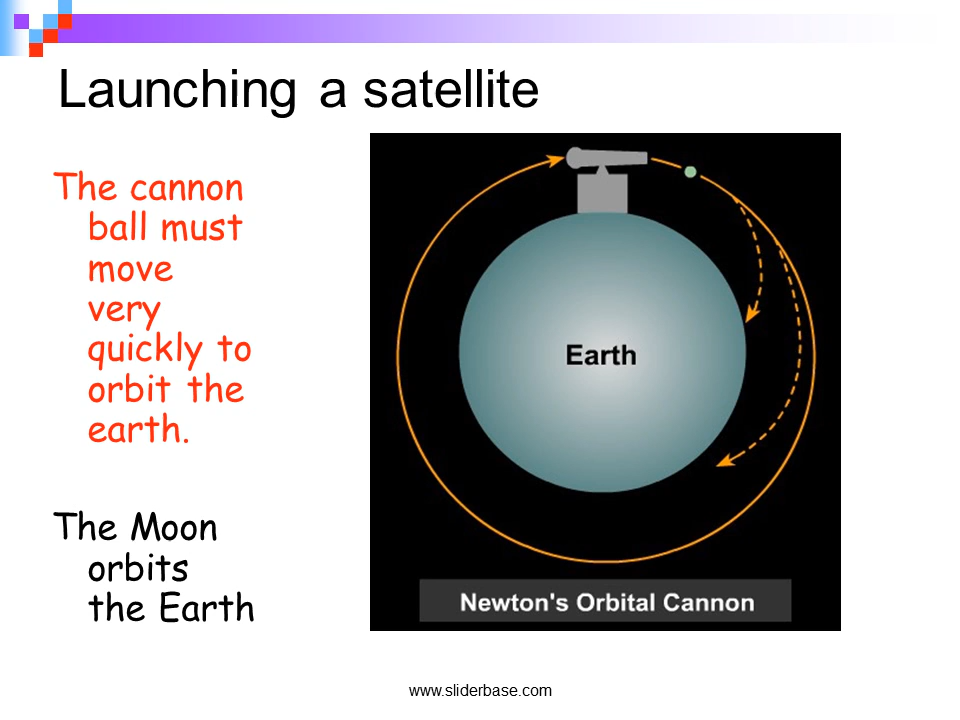 Launching a satellite
The cannon
ball must
move
very
quickly to
orbit the
earth.
The Moon
orbits
the Earth
Earth
Newton's Orbital Cannon
www.sliderbase.com